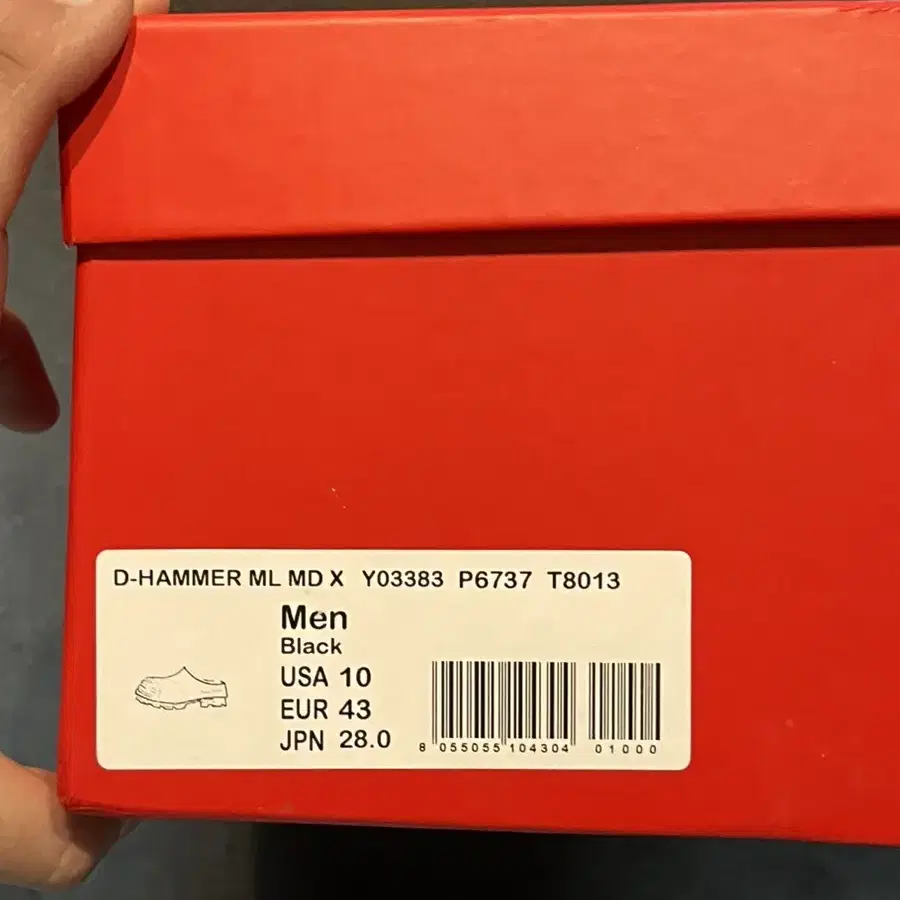 D-HAMMER ML MD X Y03383 P6737 T8013
Men
Black
USA 10
EUR 43
JPN 28.0
8 055055 104304 01000